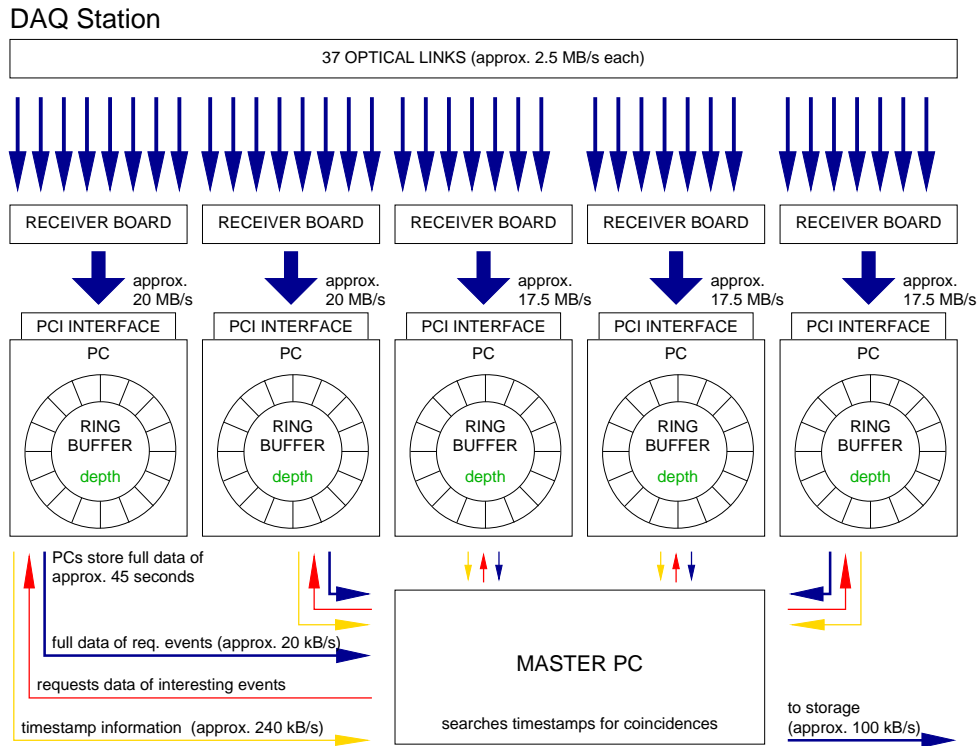 DAQ Station
37 OPTICAL LINKS (approx. 2.5 MB/s each)
RECEIVER BOARD
RECEIVER BOARD
RECEIVER BOARD
RECEIVER BOARD
RECEIVER BOARD
approx.
20 MB/s
approx.
20 MB/s
approx.
17.5 MB/s
approx.
17.5 MB/s
approx.
17.5 MB/s
PCI INTERFACE
PCI INTERFACE
PCI INTERFACE
PCI INTERFACE
PCI INTERFACE
PC
PC
PC
PC
PC
RING
BUFFER
depth
RING
BUFFER
depth
RING
BUFFER
depth
RING
BUFFER
depth
RING
BUFFER
depth
PCs store full data of
approx. 45 seconds
full data of req. events (approx. 20 kB/s)
requests data of interesting events
timestamp information (approx. 240 kB/s)
MASTER PC
searches timestamps for coincidences
to storage
(approx. 100 kB/s)